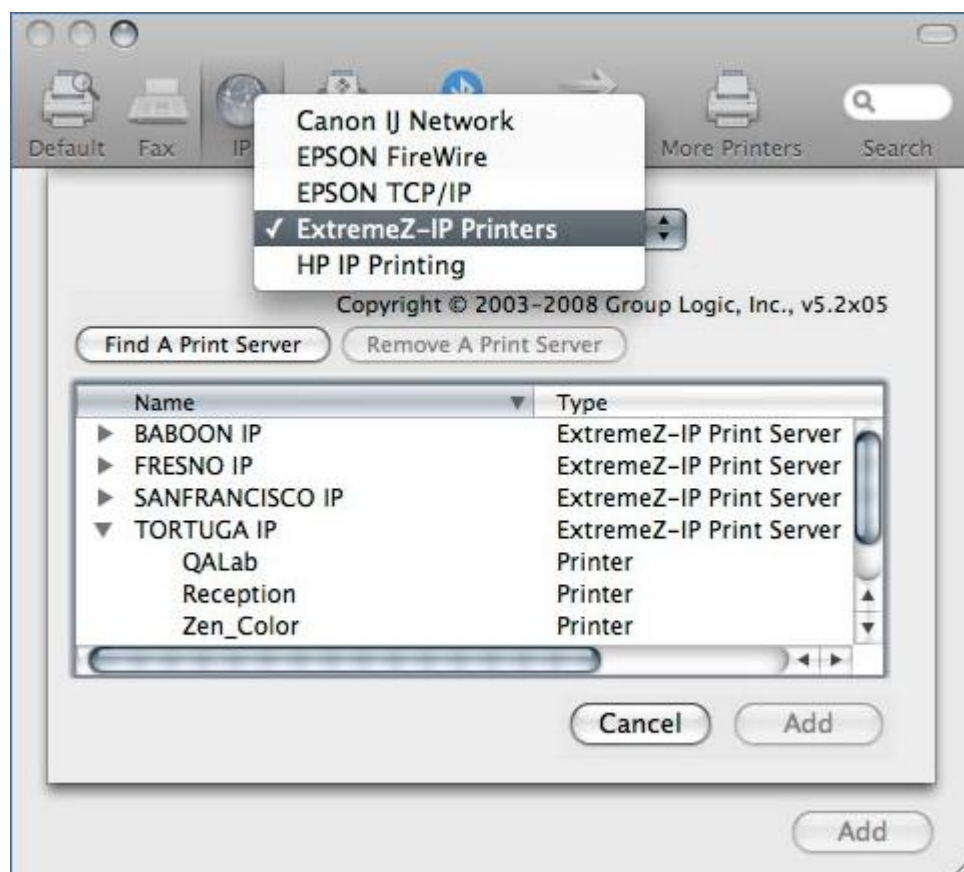 Default Fax IP More Printers Search
Canon IJ Network
EPSON FireWire
EPSON TCP/IP
✓ ExtremeZ-IP Printers
HP IP Printing
Copyright © 2003-2008 Group Logic, Inc., v5.2x05
Find A Print Server Remove A Print Server
Name Type
BABOON IP ExtremeZ-IP Print Server
FRESNO IP ExtremeZ-IP Print Server
SANFRANCISCO IP ExtremeZ-IP Print Server
TORTUGA IP ExtremeZ-IP Print Server
QALab Printer
Reception Printer
Zen_Color Printer
Cancel Add
Add